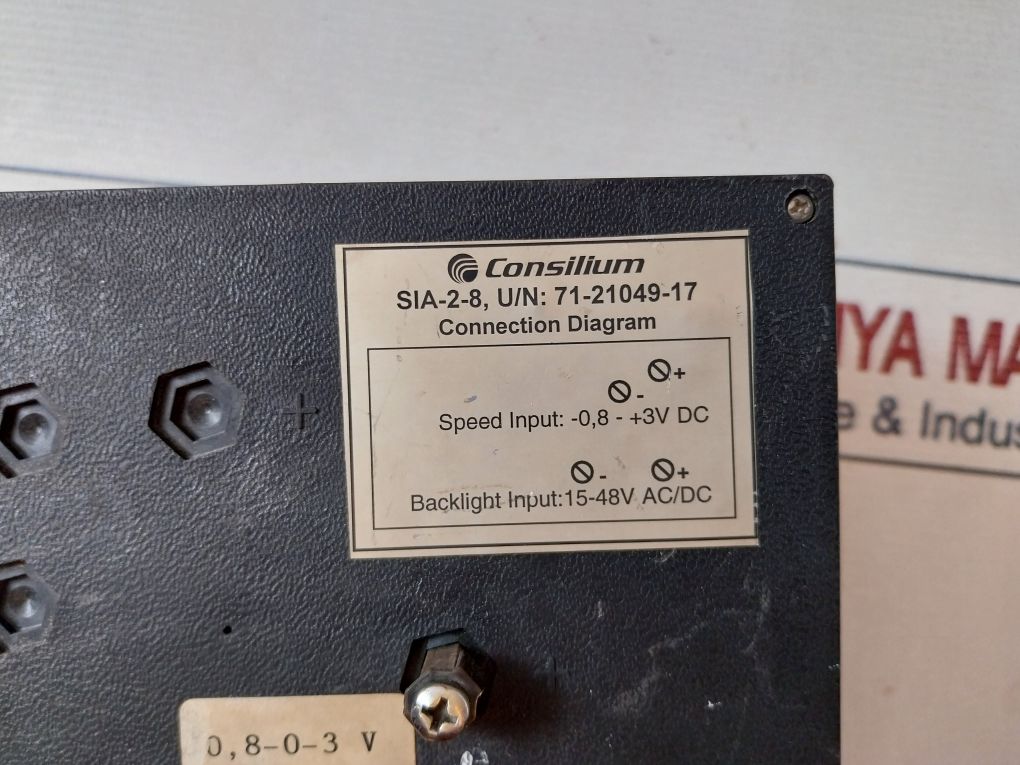 Consilium
SIA-2-8, U/N: 71-21049-17
Connection Diagram
+
-
Speed Input: -0,8 - +3V DC
- +
Backlight Input:15-48V AC/DC
+
0,8-0-3 V
YA MA
e & Indus